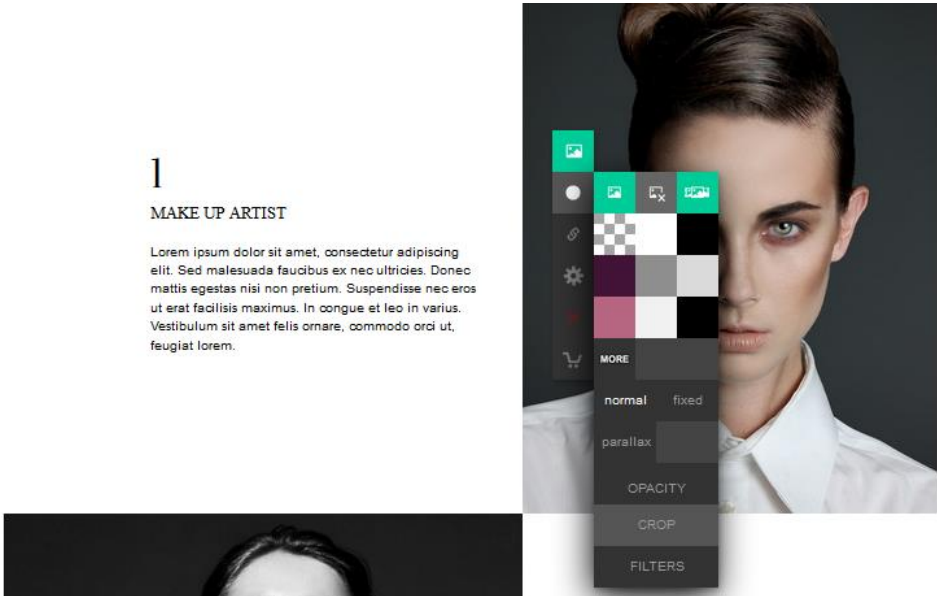 1
MAKE UP ARTIST
Lorem ipsum dolor sit amet, consectetur adipiscing
elit. Sed malesuada faucibus ex nec ultricies. Donec
mattis egestas nisi non pretium. Suspendisse nec eros
ut erat facilisis maximus. In congue et leo in varius.
Vestibulum sit amet felis ornare, commodo orci ut,
feugiat lorem.
MORE
normal fixed
parallax
OPACITY
CROP
FILTERS